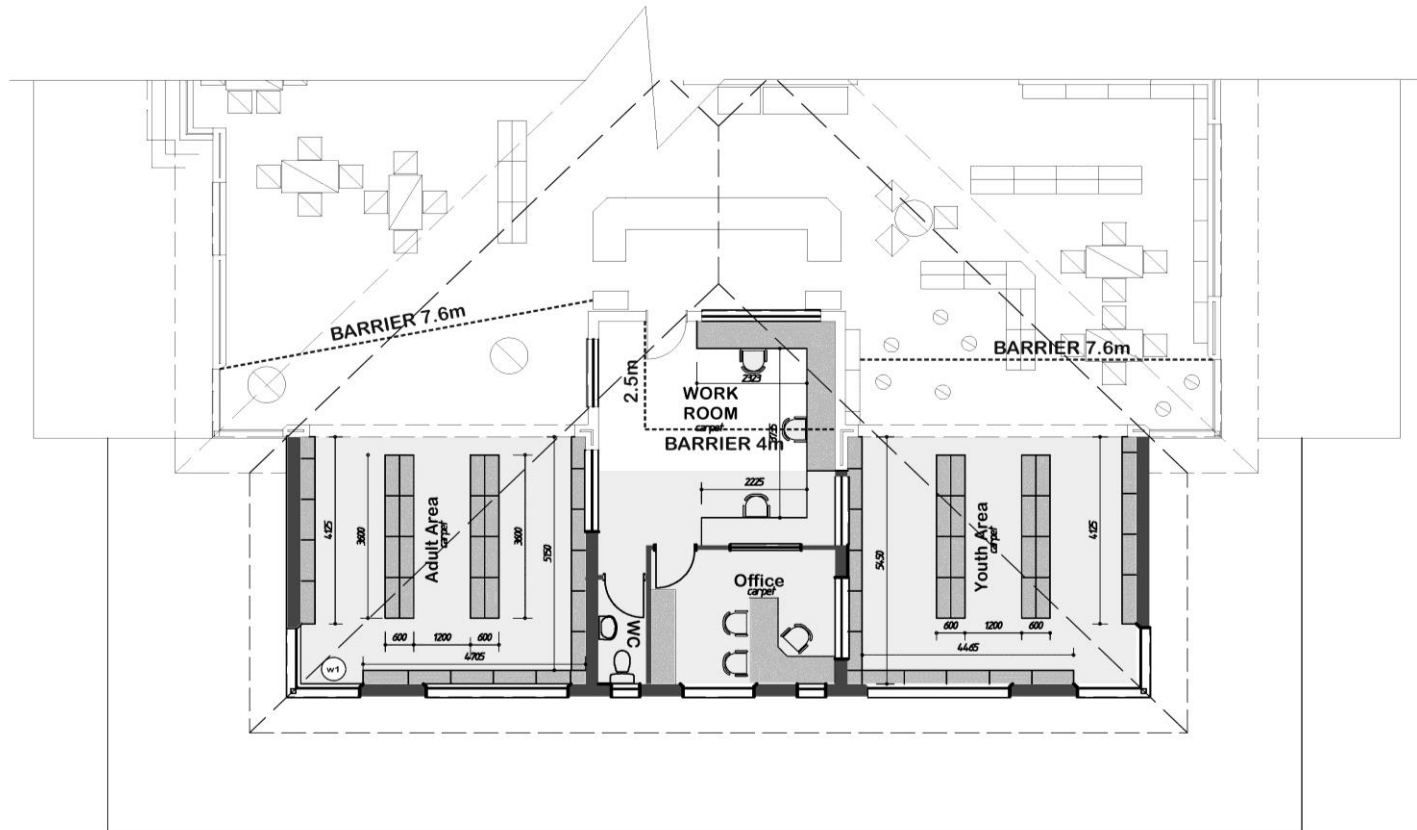 BARRIER 7.6m
BARRIER 7.6m
2.5m
2323
WORK
ROOM
carpet
3735
BARRIER 4m
2225
4125
3600
Adult Area
carpet
3600
5150
600
1200
600
4705
w1
WC
Office
carpet
5450
Youth Area
carpet
4125
600
1200
600
4465